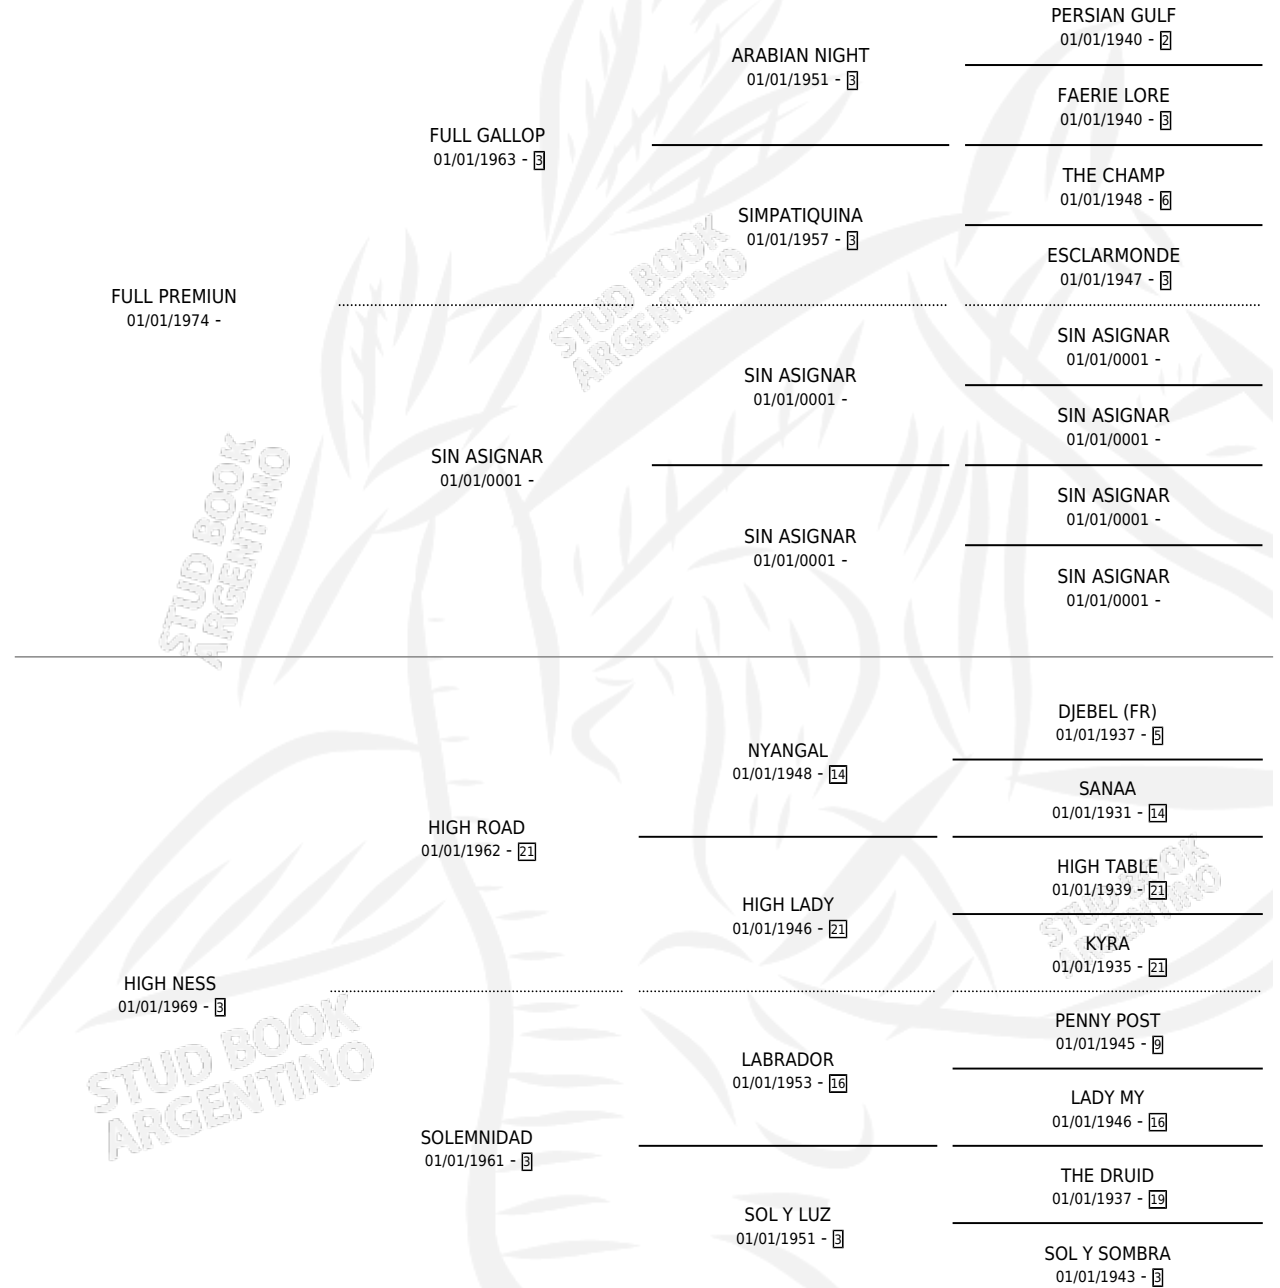 PERSIAN GULF
01/01/1940 - 2
ARABIAN NIGHT
01/01/1951 - 3
FAERIE LORE
01/01/1940 - 3
FULL GALLOP
01/01/1963 - 3
THE CHAMP
01/01/1948 - 6
SIMPATIQUINA
01/01/1957 - 3
ESCLARMONDE
01/01/1947 - 3
FULL PREMIUN
01/01/1974 -
SIN ASIGNAR
01/01/0001 -
SIN ASIGNAR
01/01/0001 -
SIN ASIGNAR
01/01/0001 -
SIN ASIGNAR
01/01/0001 -
SIN ASIGNAR
01/01/0001 -
SIN ASIGNAR
01/01/0001 -
SIN ASIGNAR
01/01/0001 -
DJEBEL (FR)
01/01/1937 - 5
NYANGAL
01/01/1948 - 14
SANAA
01/01/1931 - 14
HIGH ROAD
01/01/1962 - 21
HIGH TABLE
01/01/1939 - 21
HIGH LADY
01/01/1946 - 21
KYRA
01/01/1935 - 21
HIGH NESS
01/01/1969 - 3
PENNY POST
01/01/1945 - 9
LABRADOR
01/01/1953 - 16
LADY MY
01/01/1946 - 16
SOLEMNIDAD
01/01/1961 - 3
THE DRUID
01/01/1937 - 19
SOL Y LUZ
01/01/1951 - 3
SOL Y SOMBRA
01/01/1943 - 3
STUD BOOK
ARGENTINO
STUD BOOK
ARGENTINO
STUD BOOK
ARGENTINO
STUD BOOK
ARGENTINO